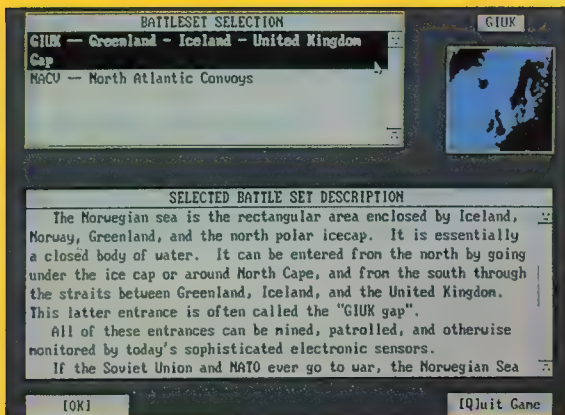 BATTLESET SELECTION
GIUK -- Greenland - Iceland - United Kingdom
Gap
NACV -- North Atlantic Convoys
GIUK
SELECTED BATTLE SET DESCRIPTION
The Norwegian sea is the rectangular area enclosed by Iceland,
Norway, Greenland, and the north polar icecap. It is essentially
a closed body of water. It can be entered from the north by going
under the ice cap or around North Cape, and from the south through
the straits between Greenland, Iceland, and the United Kingdom.
This latter entrance is often called the "GIUK gap".
All of these entrances can be mined, patrolled, and otherwise
monitored by today's sophisticated electronic sensors.
If the Soviet Union and NATO ever go to war, the Norwegian Sea
[OK]
[Q]uit Game